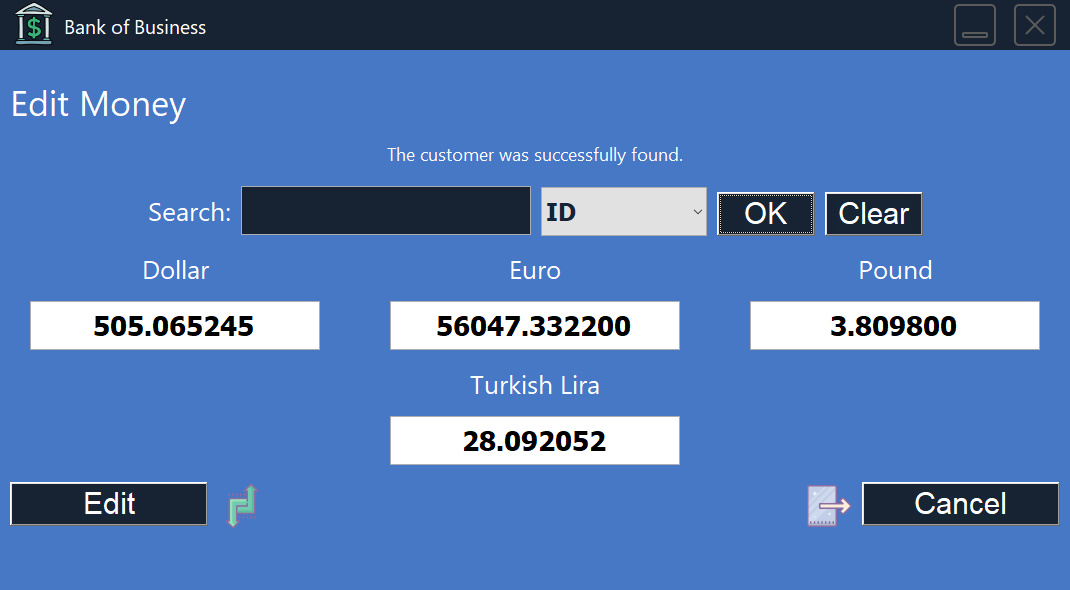 $ Bank of Business
Edit Money
The customer was successfully found.
Search: ID OK Clear
Dollar Euro Pound
505.065245 56047.332200 3.809800
Turkish Lira
28.092052
Edit Cancel